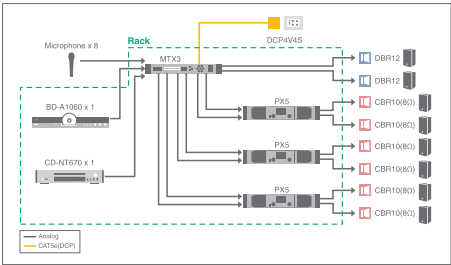 DCP4V4S
Microphone x 8
Rack
MTX3
DBR12
DBR12
BD-A1060 x 1
PX5
CBR10(8Ω)
CBR10(8Ω)
CD-NT670 x 1
PX5
CBR10(8Ω)
CBR10(8Ω)
PX5
CBR10(8Ω)
CBR10(8Ω)
Analog
CAT5e(DCP)